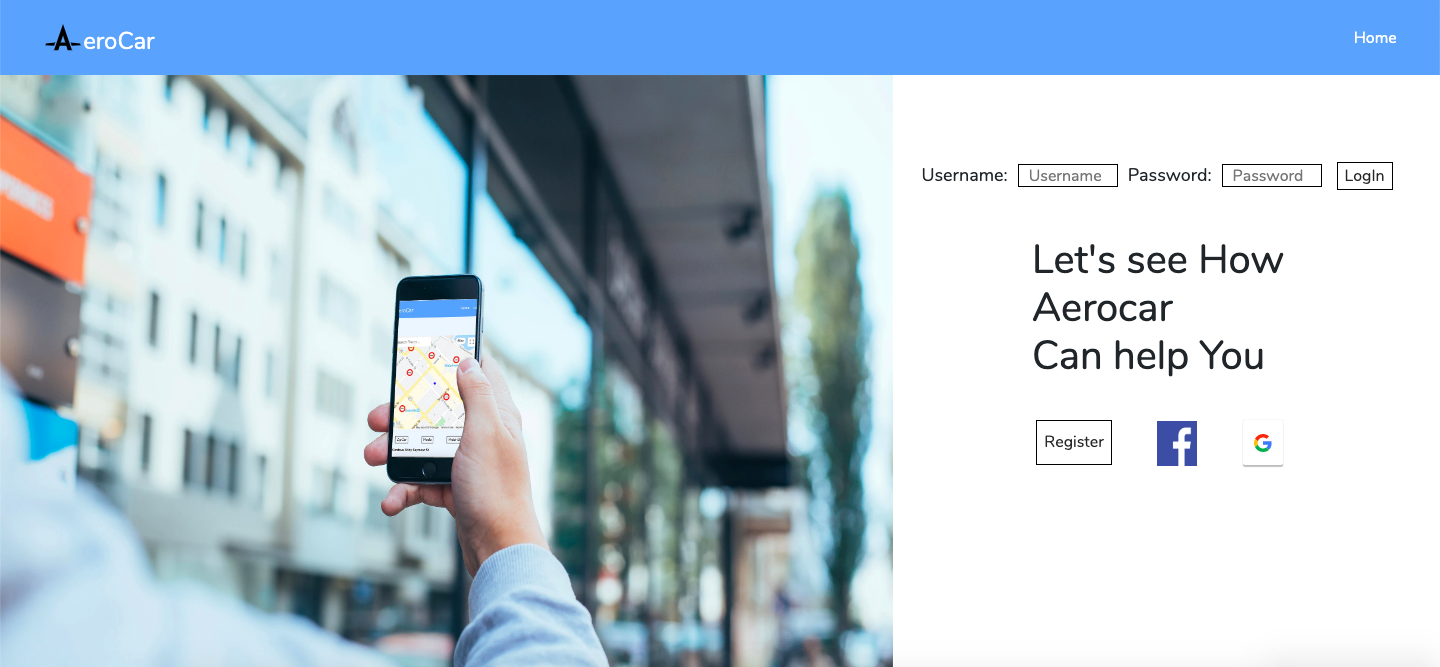 AeroCar
Home
Username: Username Password: Password LogIn
Let's see How
Aerocar
Can help You
Register